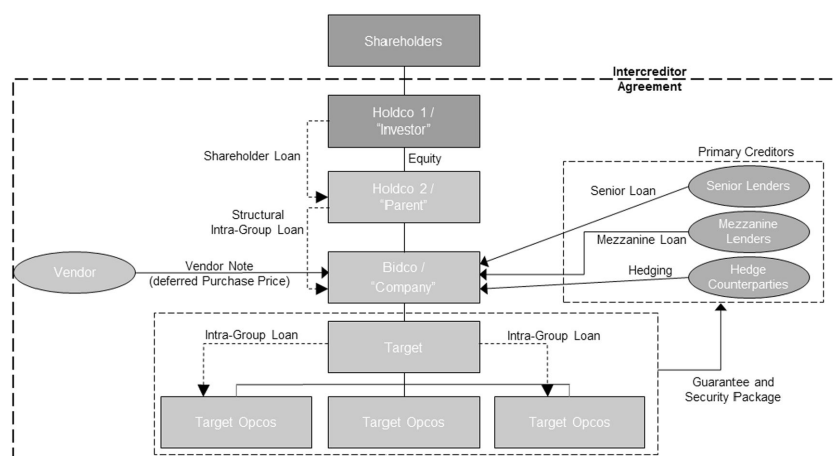 Shareholders
Intercreditor
Agreement
Holdco 1 /
"Investor"
Shareholder Loan
Equity
Primary Creditors
Holdco 2 /
"Parent"
Senior Loan
Senior Lenders
Structural
Intra-Group Loan
Mezzanine Loan
Mezzanine
Lenders
Vendor
Vendor Note
(deferred Purchase Price)
Bidco /
"Company"
Hedging
Hedge
Counterparties
Intra-Group Loan
Target
Intra-Group Loan
Guarantee and
Security Package
Target Opcos
Target Opcos
Target Opcos